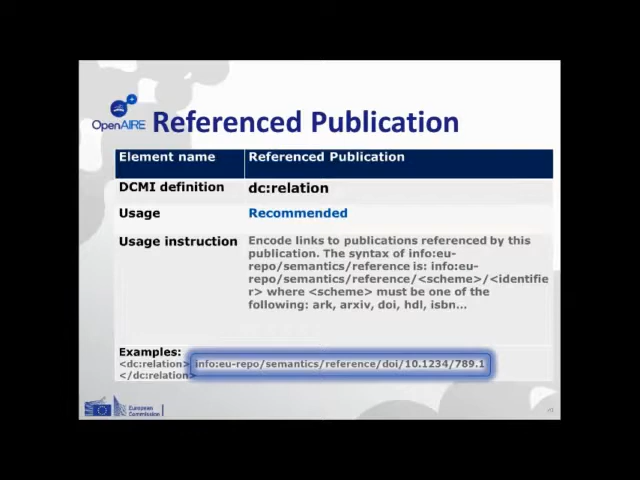 OpenAIRE
Referenced Publication
Element name Referenced Publication
DCMI definition dc:relation
Usage Recommended
Usage instruction Encode links to publications referenced by this
publication. The syntax of info:eu-
repo/semantics/reference is: info:eu-
repo/semantics/reference/<scheme>/<identifie
r> where <scheme> must be one of the
following: ark, arxiv, doi, hdl, isbn...
Examples:
<dc:relation> info:eu-repo/semantics/reference/doi/10.1234/789.1
</dc:relation>
European
Commission